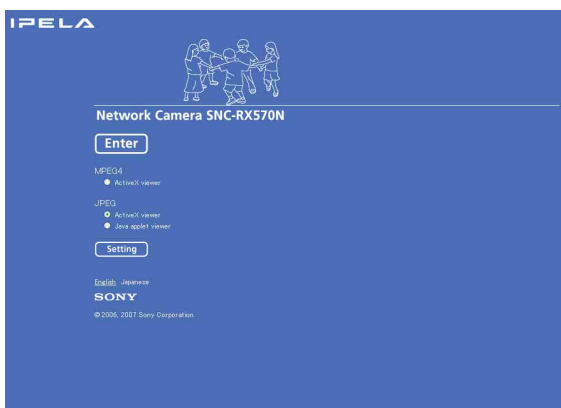 IPELA
Network Camera SNC-RX570N
Enter
MPEG4
ActiveX viewer
JPEG
ActiveX viewer
Java applet viewer
Setting
English Japanese
SONY
© 2006, 2007 Sony Corporation